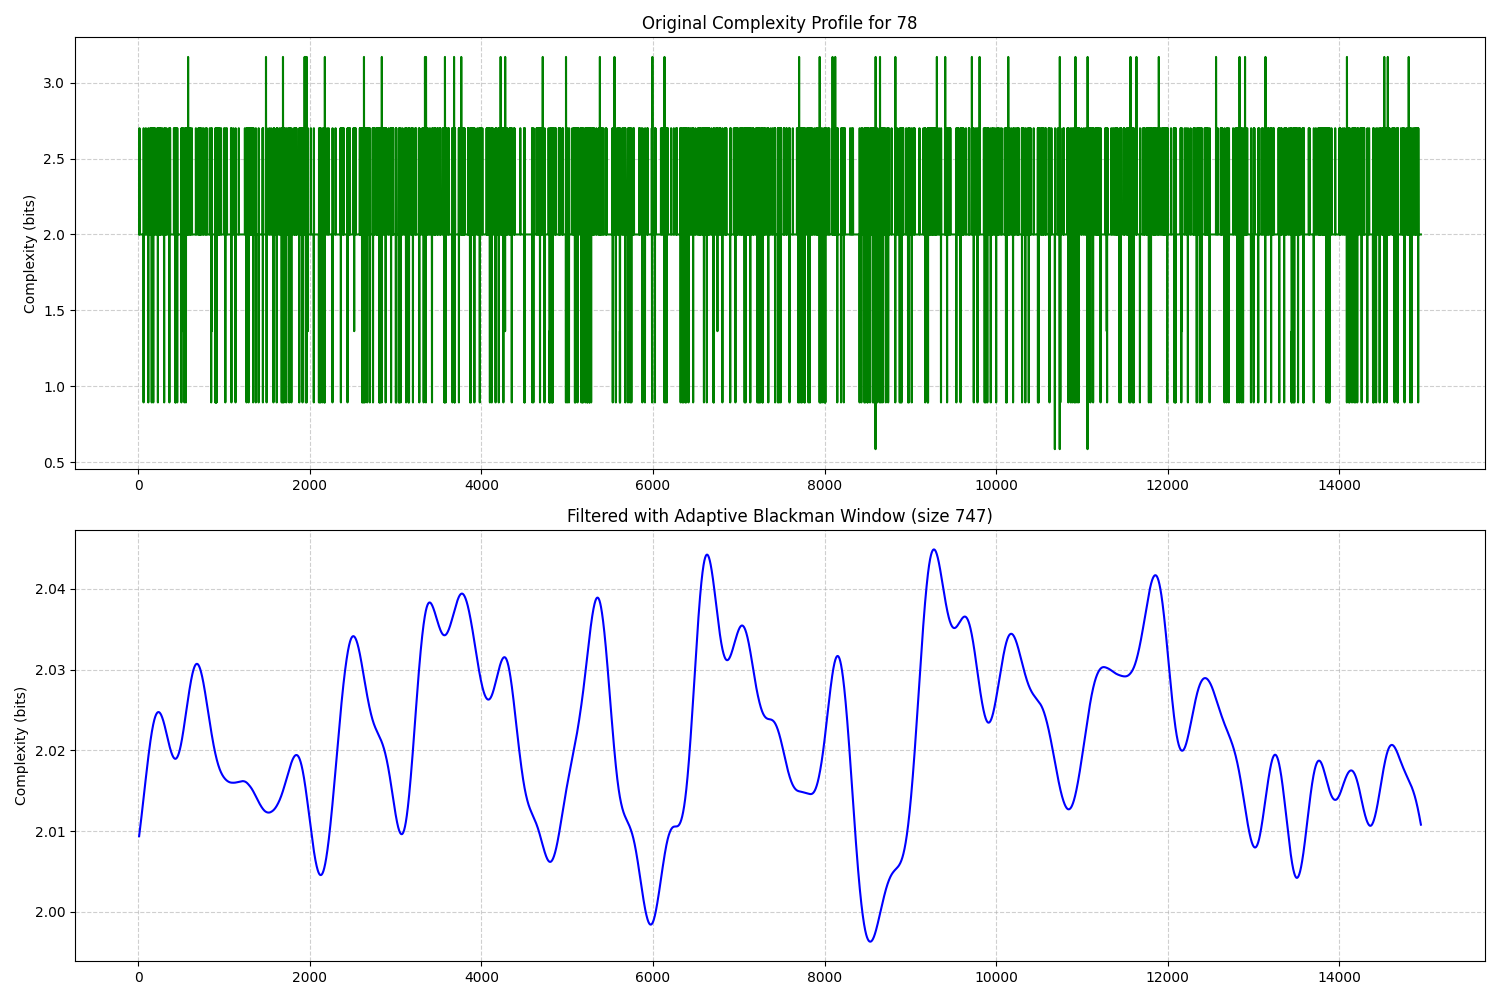 Original Complexity Profile for 78
Complexity (bits)
3.0
2.5
2.0
1.5
1.0
0.5
0 2000 4000 6000 8000 10000 12000 14000
Filtered with Adaptive Blackman Window (size 747)
Complexity (bits)
2.04
2.03
2.02
2.01
2.00
0 2000 4000 6000 8000 10000 12000 14000